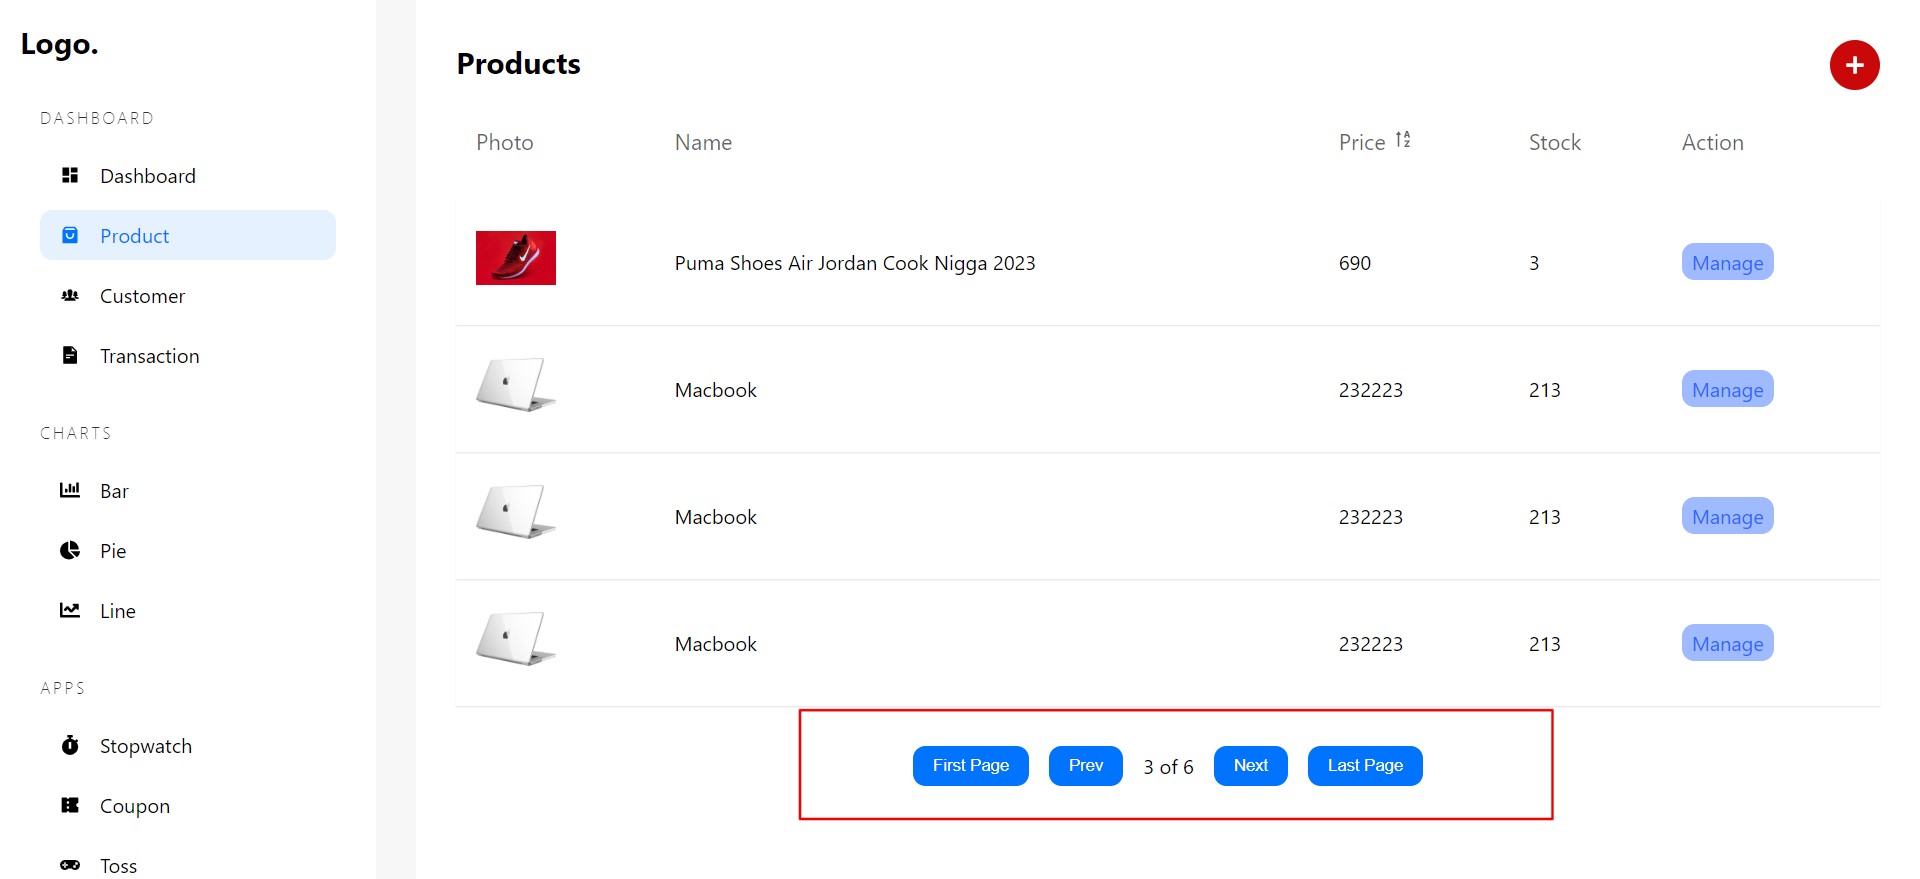 Logo.
DASHBOARD
Dashboard
Product
Customer
Transaction
CHARTS
Bar
Pie
Line
APPS
Stopwatch
Coupon
Toss
Products
Photo Name Price Stock Action
Puma Shoes Air Jordan Cook Nigga 2023 690 3 Manage
Macbook 232223 213 Manage
Macbook 232223 213 Manage
Macbook 232223 213 Manage
First Page Prev 3 of 6 Next Last Page